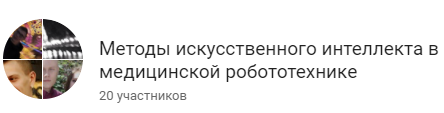 Методы искусственного интеллекта в
медицинской робототехнике
20 участников